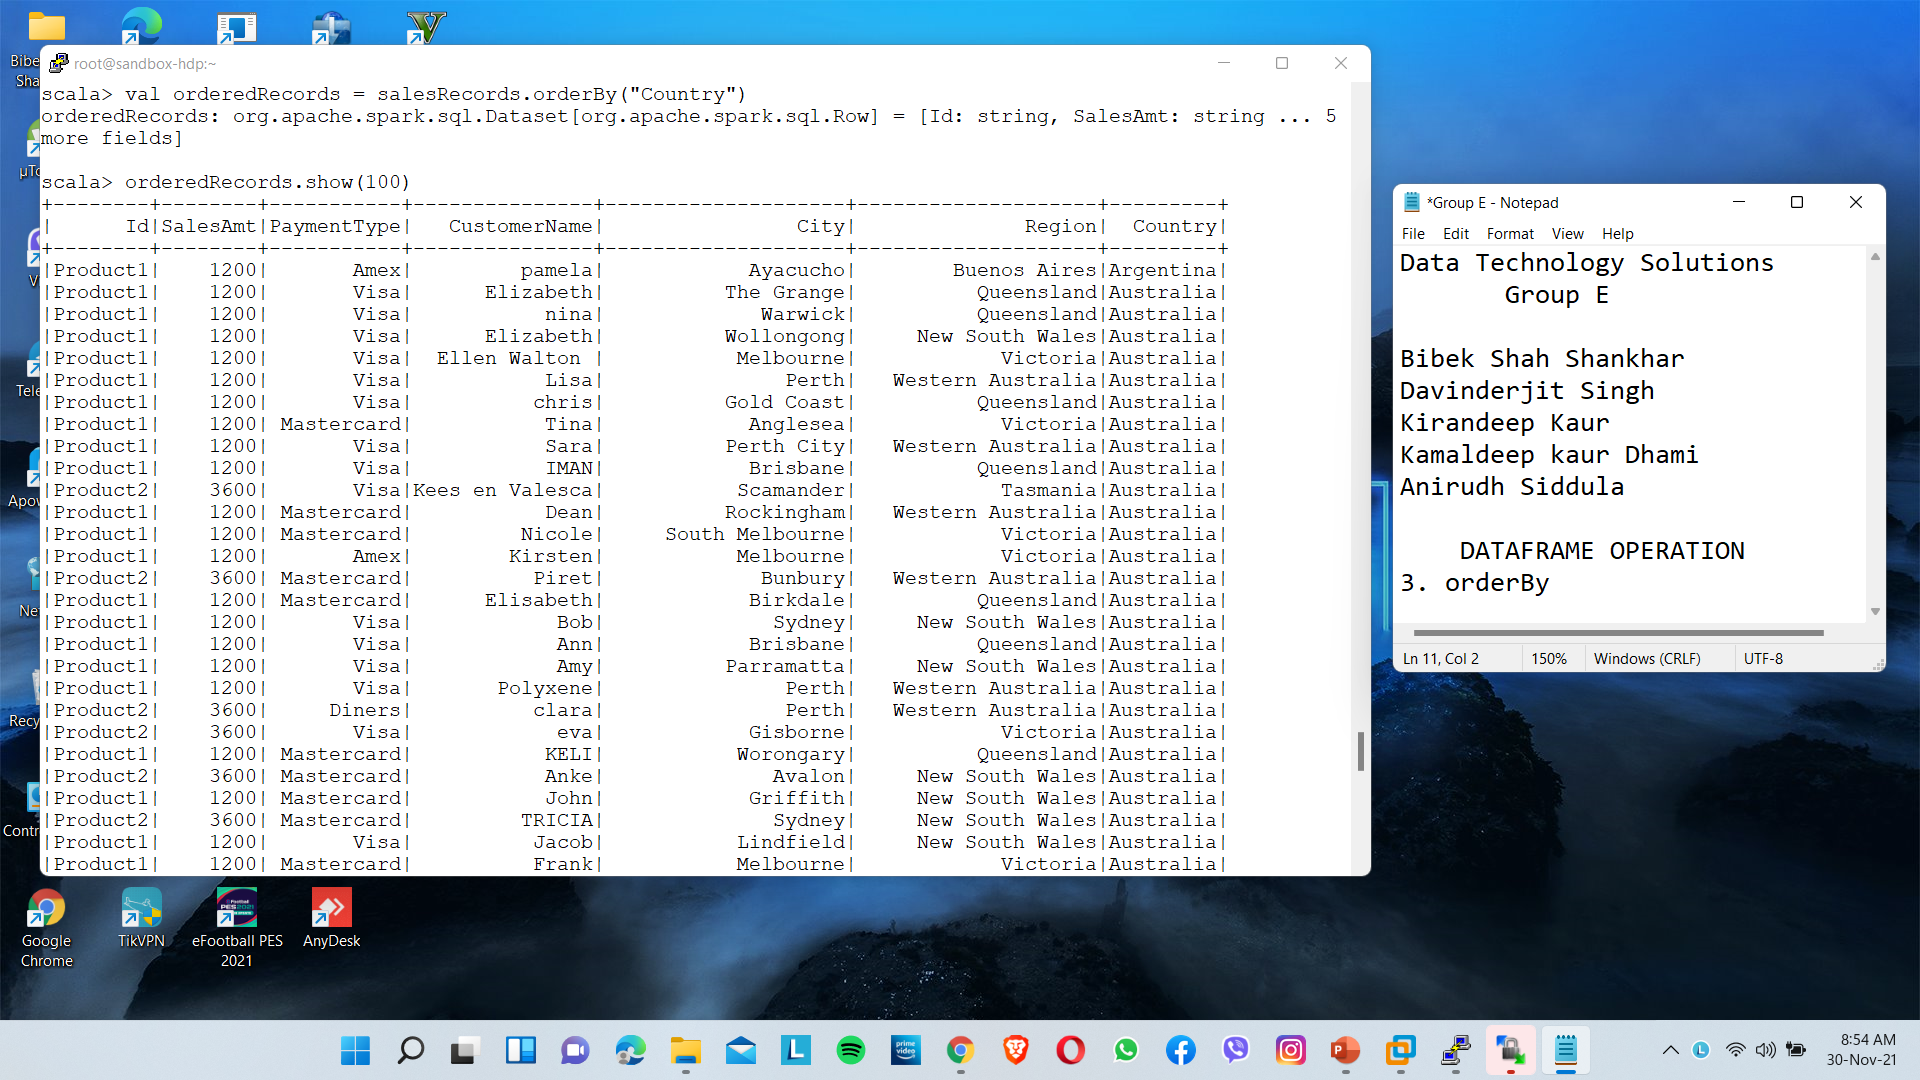 root@sandbox-hdp:~
scala> val orderedRecords = salesRecords.orderBy("Country")
orderedRecords: org.apache.spark.sql.Dataset[org.apache.spark.sql.Row] = [Id: string, SalesAmt: string ... 5
more fields]
scala> orderedRecords.show(100)
+--------+--------+-----------+---------------+--------------------+--------------------+---------+
|      Id|SalesAmt|PaymentType|   CustomerName|                City|              Region|  Country|
+--------+--------+-----------+---------------+--------------------+--------------------+---------+
|Product1|    1200|       Amex|         pamela|            Ayacucho|        Buenos Aires|Argentina|
|Product1|    1200|       Visa|      Elizabeth|          The Grange|          Queensland|Australia|
|Product1|    1200|       Visa|           nina|             Warwick|          Queensland|Australia|
|Product1|    1200|       Visa|      Elizabeth|          Wollongong|     New South Wales|Australia|
|Product1|    1200|       Visa|  Ellen Walton |           Melbourne|            Victoria|Australia|
|Product1|    1200|       Visa|           Lisa|               Perth|   Western Australia|Australia|
|Product1|    1200|       Visa|          chris|          Gold Coast|          Queensland|Australia|
|Product1|    1200| Mastercard|           Tina|            Anglesea|            Victoria|Australia|
|Product1|    1200|       Visa|           Sara|          Perth City|   Western Australia|Australia|
|Product1|    1200|       Visa|           IMAN|            Brisbane|          Queensland|Australia|
|Product2|    3600|       Visa|Kees en Valesca|           Scamander|            Tasmania|Australia|
|Product1|    1200| Mastercard|           Dean|          Rockingham|   Western Australia|Australia|
|Product1|    1200| Mastercard|         Nicole|     South Melbourne|            Victoria|Australia|
|Product1|    1200|       Amex|        Kirsten|           Melbourne|            Victoria|Australia|
|Product2|    3600| Mastercard|          Piret|             Bunbury|   Western Australia|Australia|
|Product1|    1200| Mastercard|      Elisabeth|            Birkdale|          Queensland|Australia|
|Product1|    1200|       Visa|            Bob|              Sydney|     New South Wales|Australia|
|Product1|    1200|       Visa|            Ann|            Brisbane|          Queensland|Australia|
|Product1|    1200|       Visa|            Amy|          Parramatta|     New South Wales|Australia|
|Product1|    1200|       Visa|       Polyxene|               Perth|   Western Australia|Australia|
|Product2|    3600|     Diners|          clara|               Perth|   Western Australia|Australia|
|Product2|    3600|       Visa|            eva|            Gisborne|            Victoria|Australia|
|Product1|    1200| Mastercard|           KELI|           Worongary|          Queensland|Australia|
|Product2|    3600| Mastercard|           Anke|              Avalon|     New South Wales|Australia|
|Product1|    1200| Mastercard|           John|            Griffith|     New South Wales|Australia|
|Product2|    3600| Mastercard|         TRICIA|              Sydney|     New South Wales|Australia|
|Product1|    1200|       Visa|          Jacob|           Lindfield|     New South Wales|Australia|
|Product1|    1200| Mastercard|          Frank|           Melbourne|            Victoria|Australia|
*Group E - Notepad
File Edit Format View Help
Data Technology Solutions
Group E
Bibek Shah Shankhar
Davinderjit Singh
Kirandeep Kaur
Kamaldeep kaur Dhami
Anirudh Siddula
DATAFRAME OPERATION
3. orderBy
Ln 11, Col 2 150% Windows (CRLF) UTF-8
Bibe
Sha
µTo
V
Tele
Apow
Ne
Recy
Contr
Google
Chrome
TikVPN
eFootball PES
2021
AnyDesk
prime
video
8:54 AM
30-Nov-21